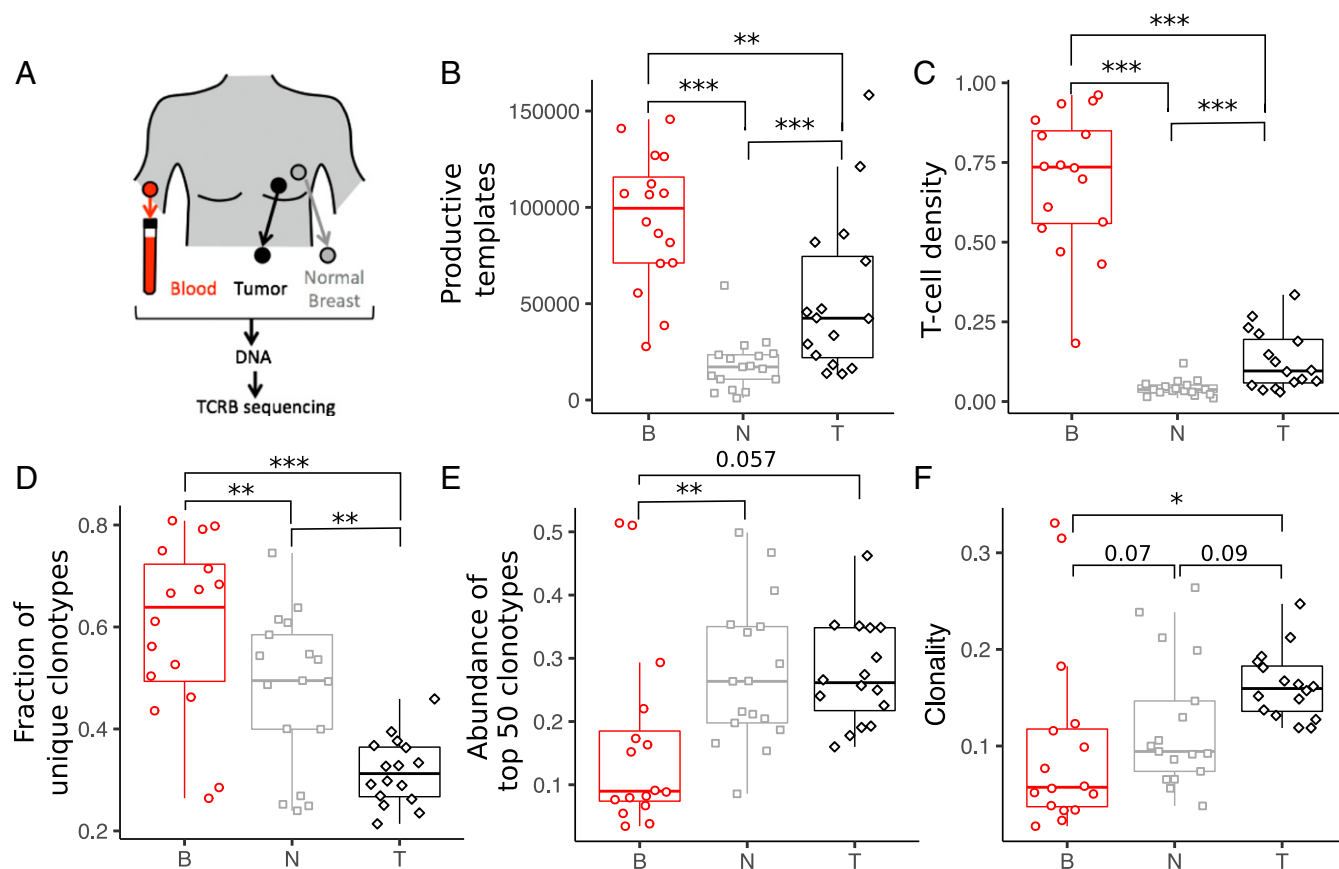 A
Blood
Tumor
Normal
Breast
DNA
TCRB sequencing
B
**
***
***
Productive
templates
150000
100000
50000
0
B
N
T
C
***
***
***
T-cell density
1.00
0.75
0.50
0.25
0.00
B
N
T
D
***
**
**
Fraction of
unique clonotypes
0.8
0.6
0.4
0.2
B
N
T
E
0.057
**
Abundance of
top 50 clonotypes
0.5
0.4
0.3
0.2
0.1
B
N
T
F
*
0.07
0.09
Clonality
0.3
0.2
0.1
B
N
T